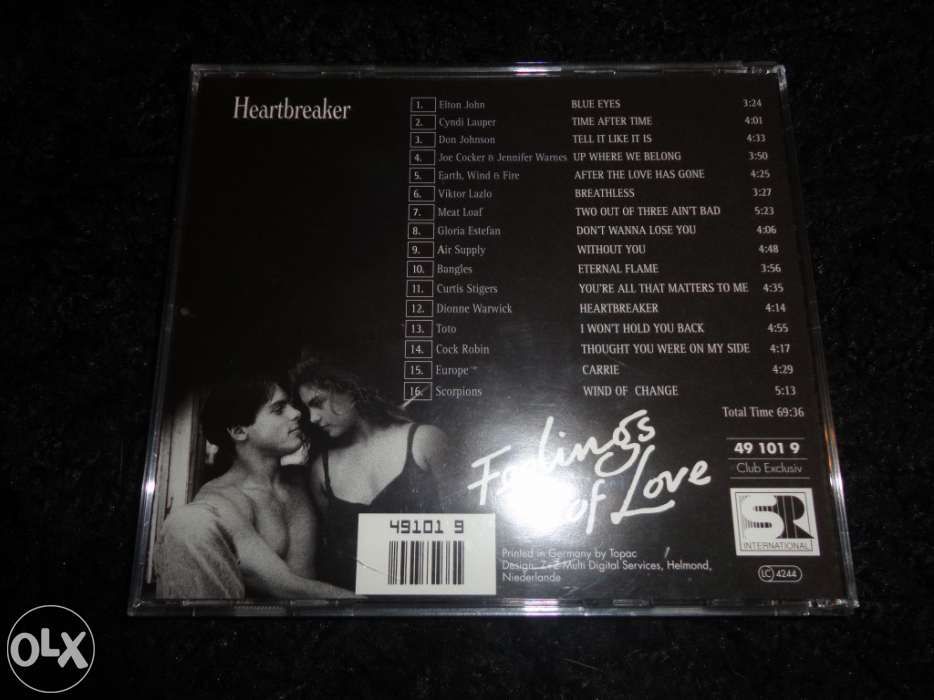 Heartbreaker
1. Elton John BLUE EYES 3:24
2. Cyndi Lauper TIME AFTER TIME 4:01
3. Don Johnson TELL IT LIKE IT IS 4:33
4. Joe Cocker & Jennifer Warnes UP WHERE WE BELONG 3:50
5. Earth, Wind & Fire AFTER THE LOVE HAS GONE 4:25
6. Viktor Lazlo BREATHLESS 3:27
7. Meat Loaf TWO OUT OF THREE AIN'T BAD 5:23
8. Gloria Estefan DON'T WANNA LOSE YOU 4:06
9. Air Supply WITHOUT YOU 4:48
10. Bangles ETERNAL FLAME 3:56
11. Curtis Stigers YOU'RE ALL THAT MATTERS TO ME 4:35
12. Dionne Warwick HEARTBREAKER 4:14
13. Toto I WON'T HOLD YOU BACK 4:55
14. Cock Robin THOUGHT YOU WERE ON MY SIDE 4:17
15. Europe CARRIE 4:29
16. Scorpions WIND OF CHANGE 5:13
Total Time 69:36
Feelings
of Love
49 101 9
Club Exclusiv
SR
INTERNATIONAL
LC 4244
49101 9
Printed in Germany by Topac
Design: Z+Z Multi Digital Services, Helmond,
Niederlande
OLX